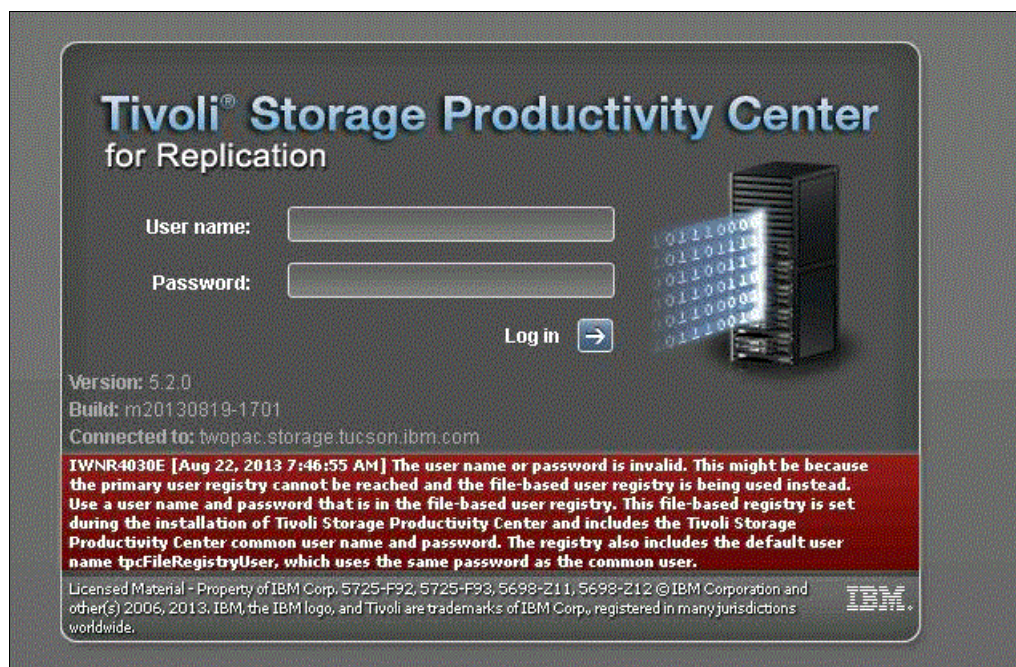 Tivoli® Storage Productivity Center
for Replication
User name:
Password:
Log in
Version: 5.2.0
Build: m20130819-1701
Connected to: twopac.storage.tucson.ibm.com
IWNR4030E [Aug 22, 2013 7:46:55 AM] The user name or password is invalid. This might be because
the primary user registry cannot be reached and the file-based user registry is being used instead.
Use a user name and password that is in the file-based user registry. This file-based registry is set
during the installation of Tivoli Storage Productivity Center and includes the Tivoli Storage
Productivity Center common user name and password. The registry also includes the default user
name tpcFileRegistryUser, which uses the same password as the common user.
Licensed Material - Property of IBM Corp. 5725-F92, 5725-F93, 5698-Z11, 5698-Z12 © IBM Corporation and
other(s) 2006, 2013. IBM, the IBM logo, and Tivoli are trademarks of IBM Corp., registered in many jurisdictions
worldwide.
IBM.